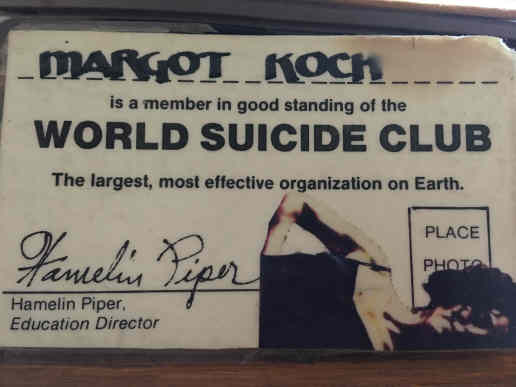 MARGOT KOCH
is a member in good standing of the
WORLD SUICIDE CLUB
The largest, most effective organization on Earth.
PLACE
PHOTO
Hamelin Piper
Hamelin Piper,
Education Director